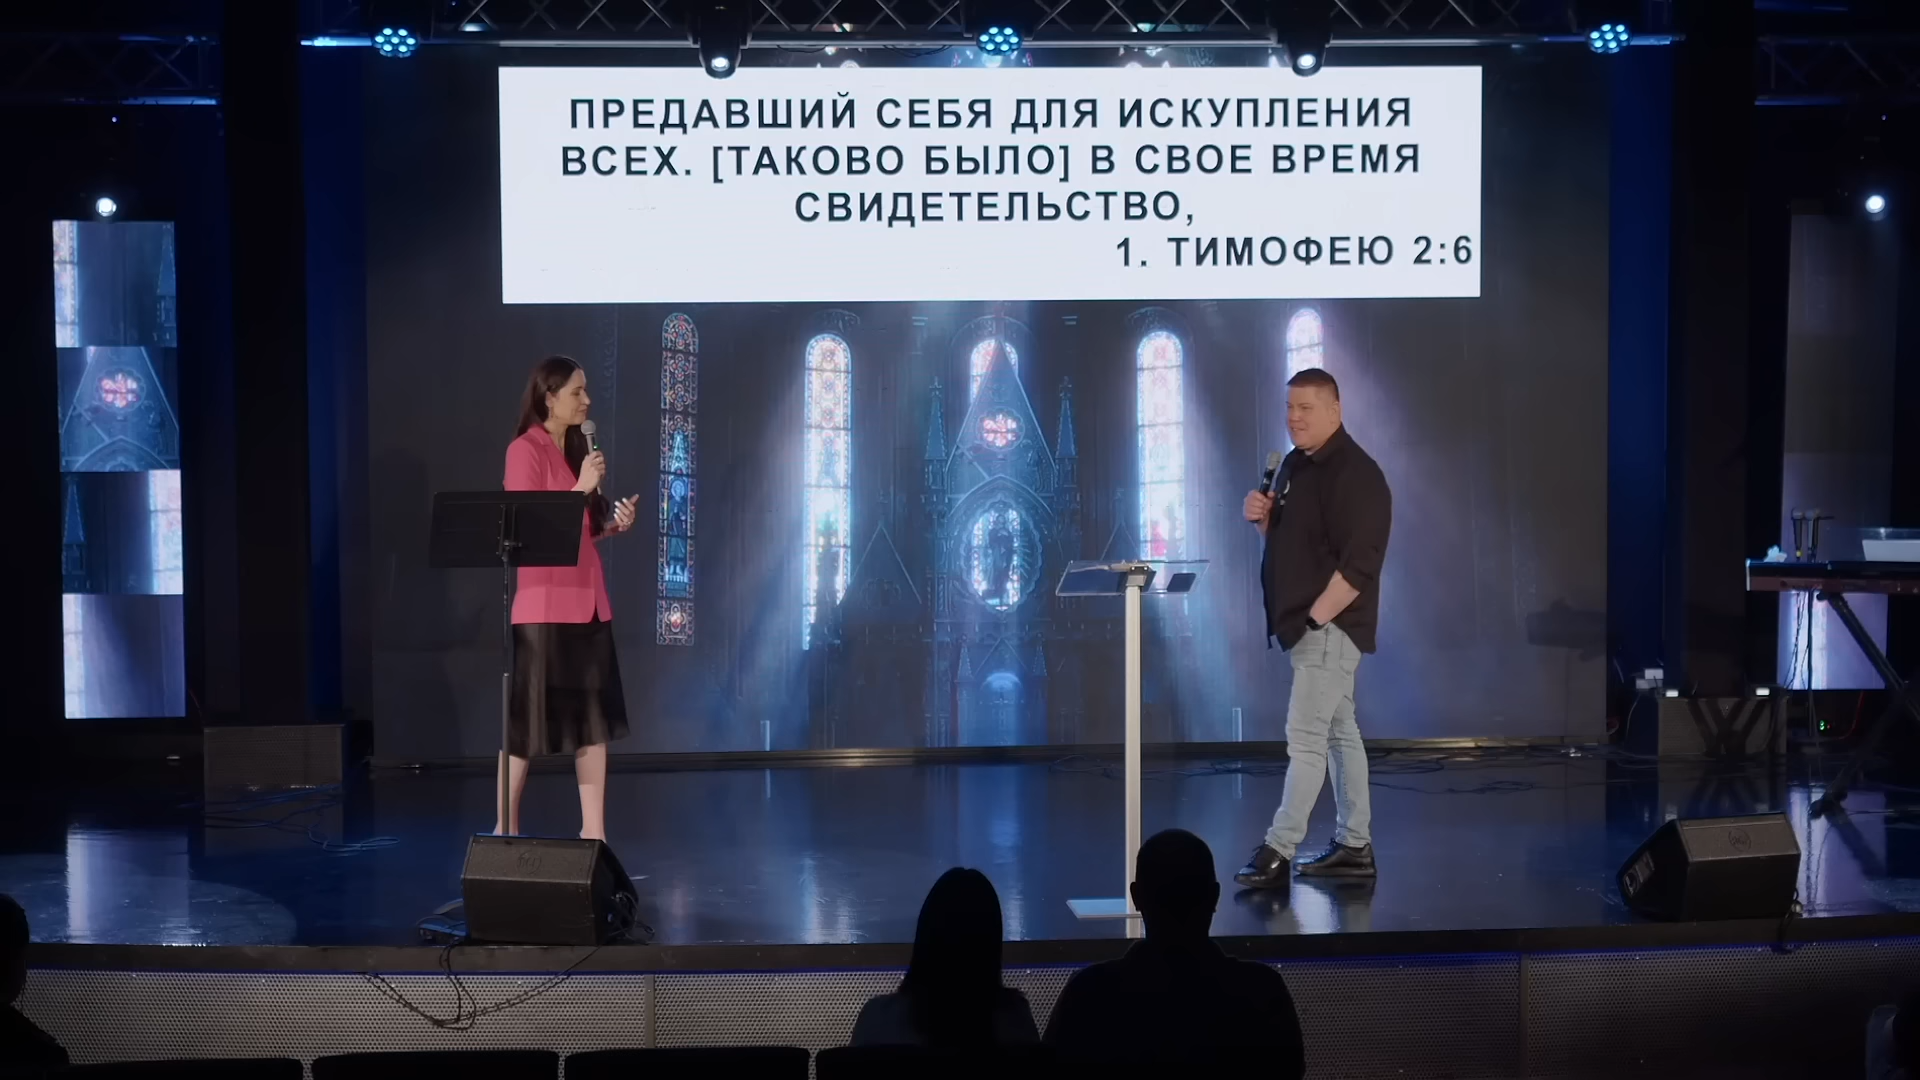 ПРЕДАВШИЙ СЕБЯ ДЛЯ ИСКУПЛЕНИЯ
ВСЕХ. [ТАКОВО БЫЛО] В СВОЕ ВРЕМЯ
СВИДЕТЕЛЬСТВО,
1. ТИМОФЕЮ 2:6